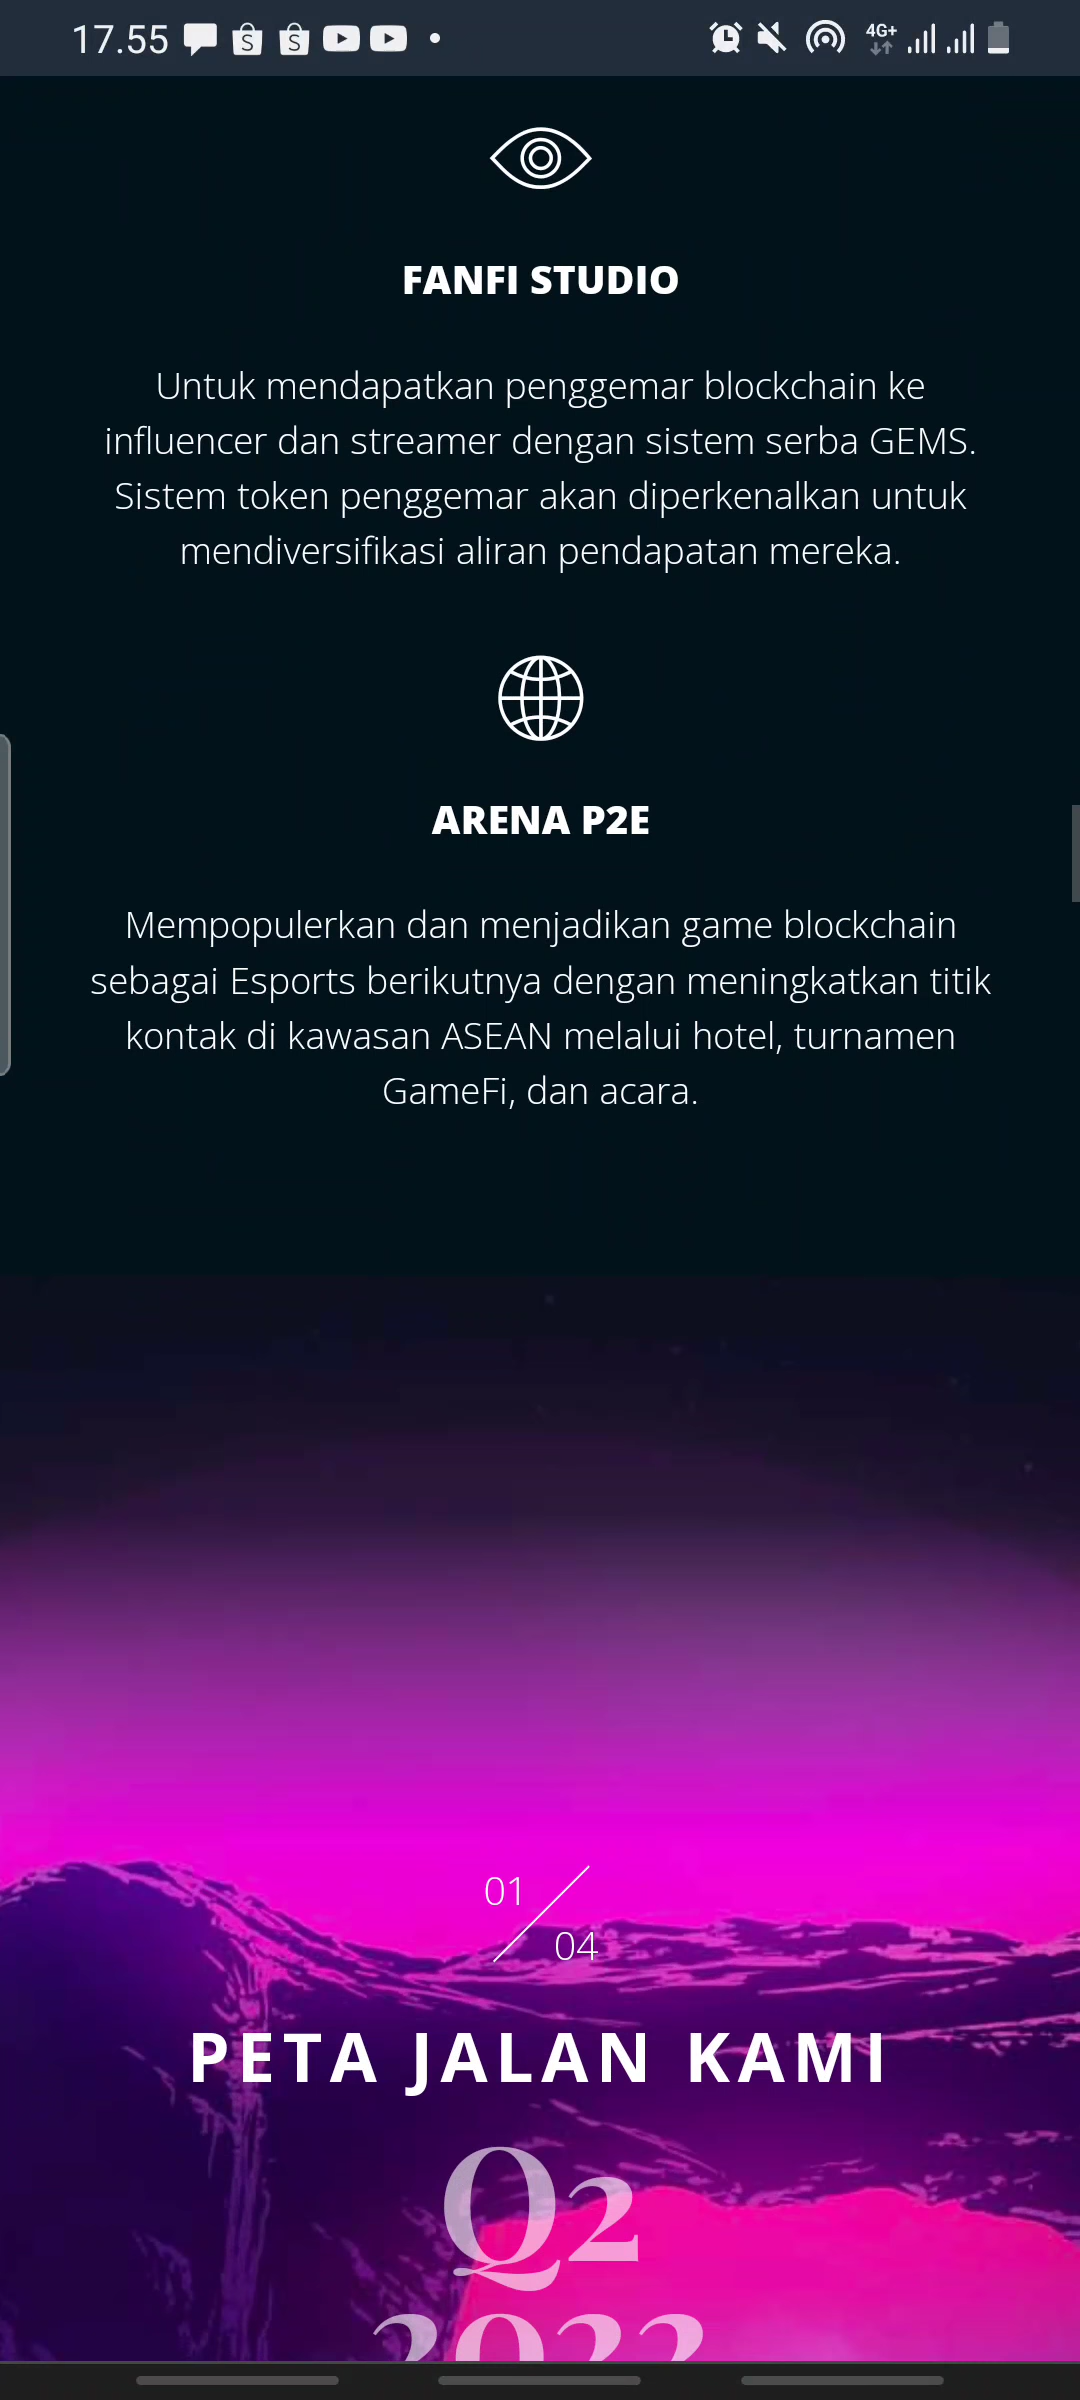 17.55
4G+
FANFI STUDIO
Untuk mendapatkan penggemar blockchain ke
influencer dan streamer dengan sistem serba GEMS.
Sistem token penggemar akan diperkenalkan untuk
mendiversifikasi aliran pendapatan mereka.
ARENA P2E
Mempopulerkan dan menjadikan game blockchain
sebagai Esports berikutnya dengan meningkatkan titik
kontak di kawasan ASEAN melalui hotel, turnamen
GameFi, dan acara.
01
04
PETA JALAN KAMI
Q2
2022